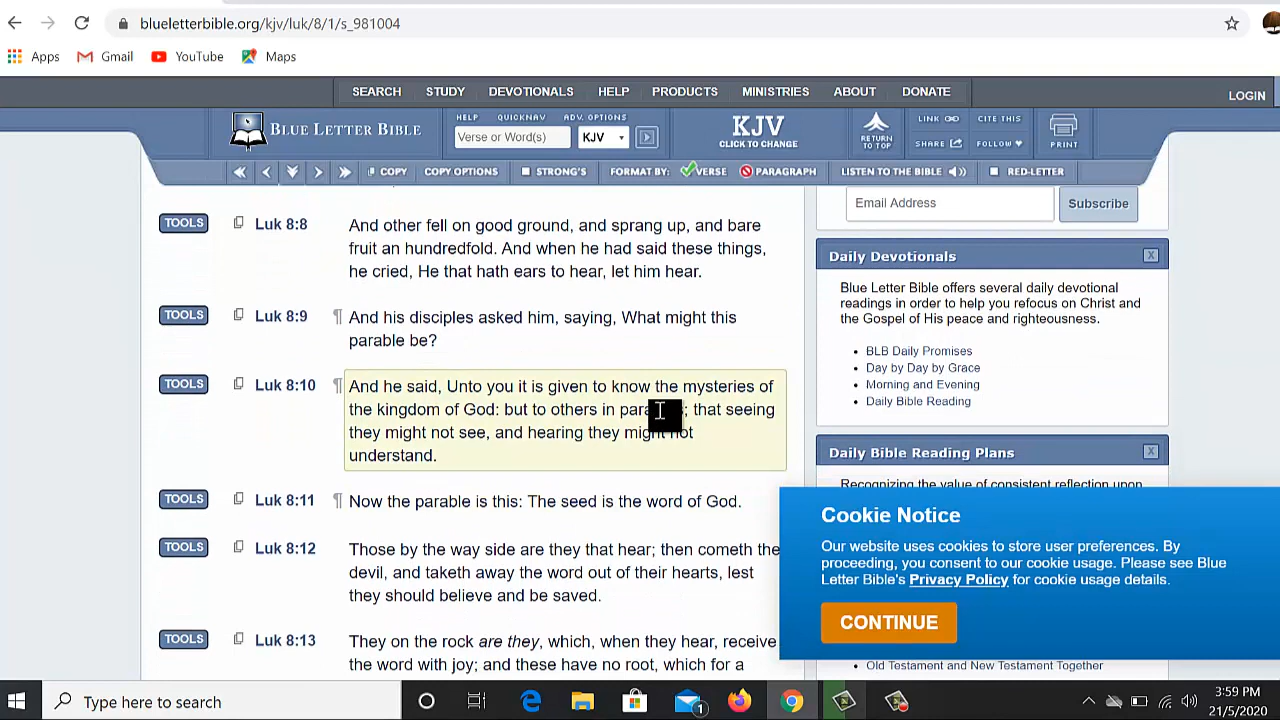 blueletterbible.org/kjv/luk/8/1/s_981004
Apps Gmail YouTube Maps
SEARCH STUDY DEVOTIONALS HELP PRODUCTS MINISTRIES ABOUT DONATE
LOGIN
BLUE LETTER BIBLE
HELP QUICKNAV ADV. OPTIONS
Verse or Word(s) KJV
KJV
CLICK TO CHANGE
RETURN
TO TOP
LINK CITE THIS
SHARE FOLLOW
PRINT
COPY COPY OPTIONS STRONG'S FORMAT BY: VERSE PARAGRAPH LISTEN TO THE BIBLE RED-LETTER
TOOLS Luk 8:8 And other fell on good ground, and sprang up, and bare
fruit an hundredfold. And when he had said these things,
he cried, He that hath ears to hear, let him hear.
TOOLS Luk 8:9 ¶ And his disciples asked him, saying, What might this
parable be?
TOOLS Luk 8:10 ¶ And he said, Unto you it is given to know the mysteries of
the kingdom of God: but to others in ; that seeing
they might not see, and hearing they might not
understand.
TOOLS Luk 8:11 ¶ Now the parable is this: The seed is the word of God.
TOOLS Luk 8:12 Those by the way side are they that hear; then cometh the
devil, and taketh away the word out of their hearts, lest
they should believe and be saved.
TOOLS Luk 8:13 They on the rock are they, which, when they hear, receive
the word with joy; and these have no root, which for a
Email Address Subscribe
Daily Devotionals X
Blue Letter Bible offers several daily devotional
readings in order to help you refocus on Christ and
the Gospel of His peace and righteousness.
• BLB Daily Promises
• Day by Day by Grace
• Morning and Evening
• Daily Bible Reading
Daily Bible Reading Plans X
Recognizing the value of consistent reflection upon
Cookie Notice
Our website uses cookies to store user preferences. By
proceeding, you consent to our cookie usage. Please see Blue
Letter Bible's Privacy Policy for cookie usage details.
CONTINUE
Old Testament and New Testament Together
Type here to search
1
3:59 PM
21/5/2020